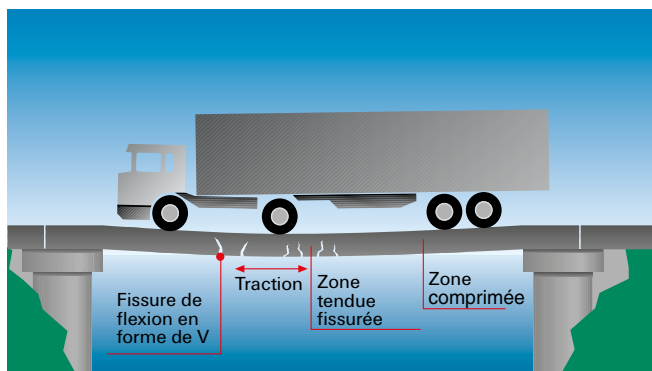 Fissure de
flexion en
forme de V
Traction
Zone
tendue
fissurée
Zone
comprimée